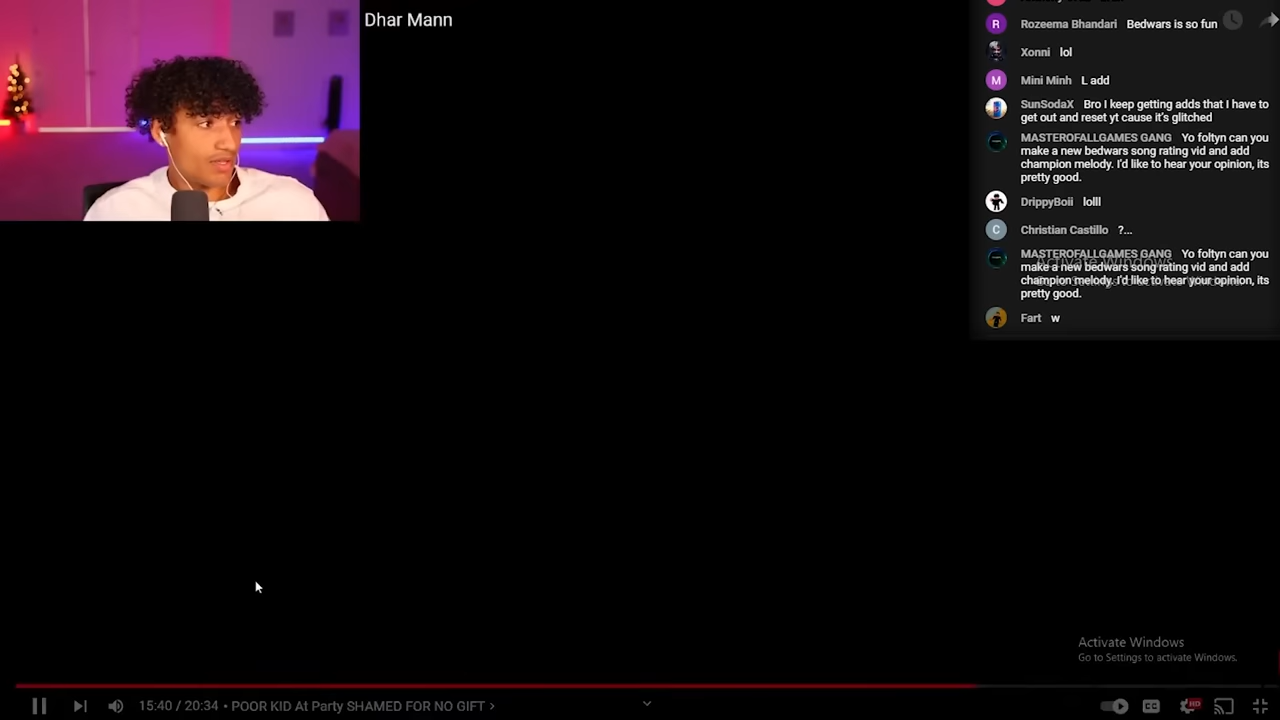 Dhar Mann
R Rozeema Bhandari Bedwars is so fun
Xonni lol
M Mini Minh L add
SunSodaX Bro I keep getting adds that I have to
get out and reset yt cause it's glitched
MASTEROFALLGAMES GANG Yo foltyn can you
make a new bedwars song rating vid and add
champion melody. I'd like to hear your opinion, its
pretty good.
DrippyBoii lolll
C Christian Castillo ?...
MASTEROFALLGAMES GANG Yo foltyn can you
make a new bedwars song rating vid and add
champion melody. I'd like to hear your opinion, its
pretty good.
Activate Windows
Fart w
Activate Windows
Go to Settings to activate Windows.
15:40 / 20:34 • POOR KID At Party SHAMED FOR NO GIFT >
CC
HD